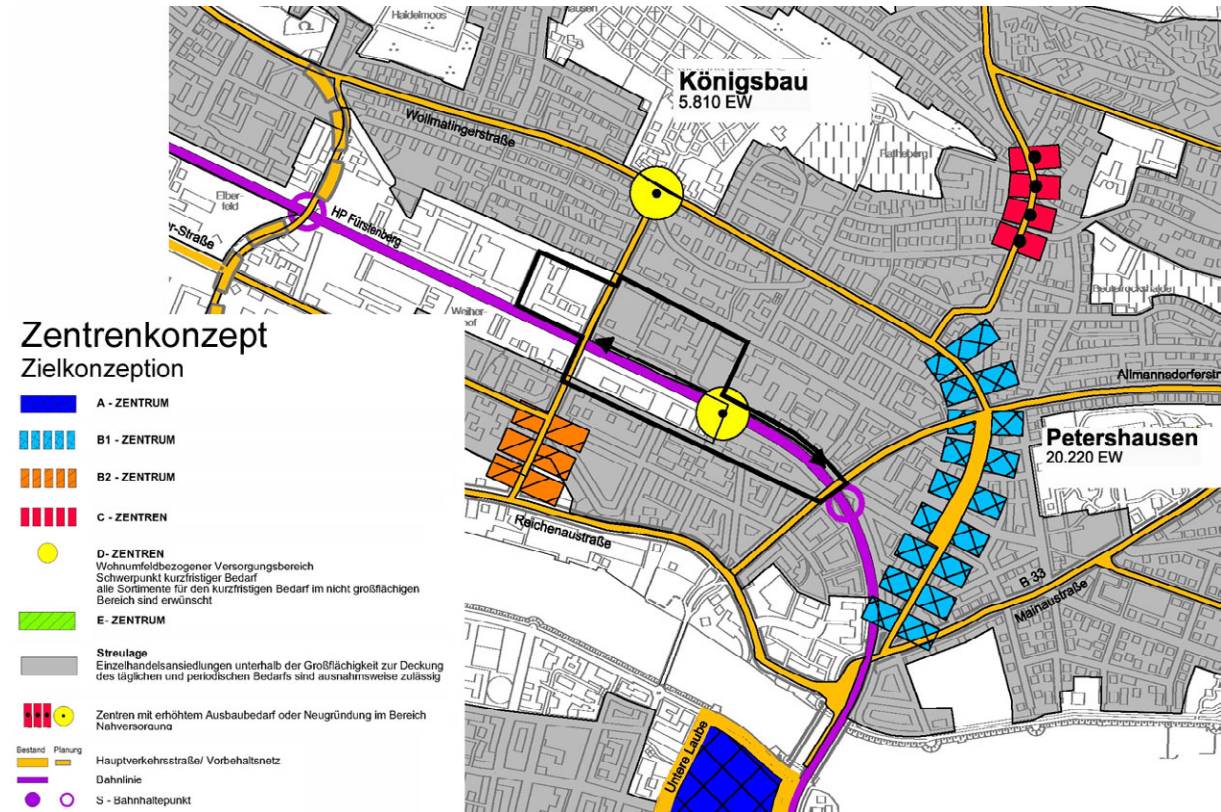 Haidelmoos
hausen
Königsbau
5.810 EW
Wollmatingerstraße
Elber-
feld
HP Fürstenberg
er-Straße
Weiher-
hof
Allmannsdorferstr
Petershausen
20.220 EW
Reichenaustraße
B 33
Mainaustraße
Untere Laube
Zentrenkonzept
Zielkonzeption
A - ZENTRUM
B1 - ZENTRUM
B2 - ZENTRUM
C - ZENTREN
D- ZENTREN
Wohnumfeldbezogener Versorgungsbereich
Schwerpunkt kurzfristiger Bedarf
alle Sortimente für den kurzfristigen Bedarf im nicht großflächigen
Bereich sind erwünscht
E- ZENTRUM
Streulage
Einzelhandelsansiedlungen unterhalb der Großflächigkeit zur Deckung
des täglichen und periodischen Bedarfs sind ausnahmsweise zulässig
Zentren mit erhöhtem Ausbaubedarf oder Neugründung im Bereich
Nahversorgung
Bestand Planung
Hauptverkehrsstraße/ Vorbehaltsnetz
Bahnlinie
S - Bahnhaltepunkt